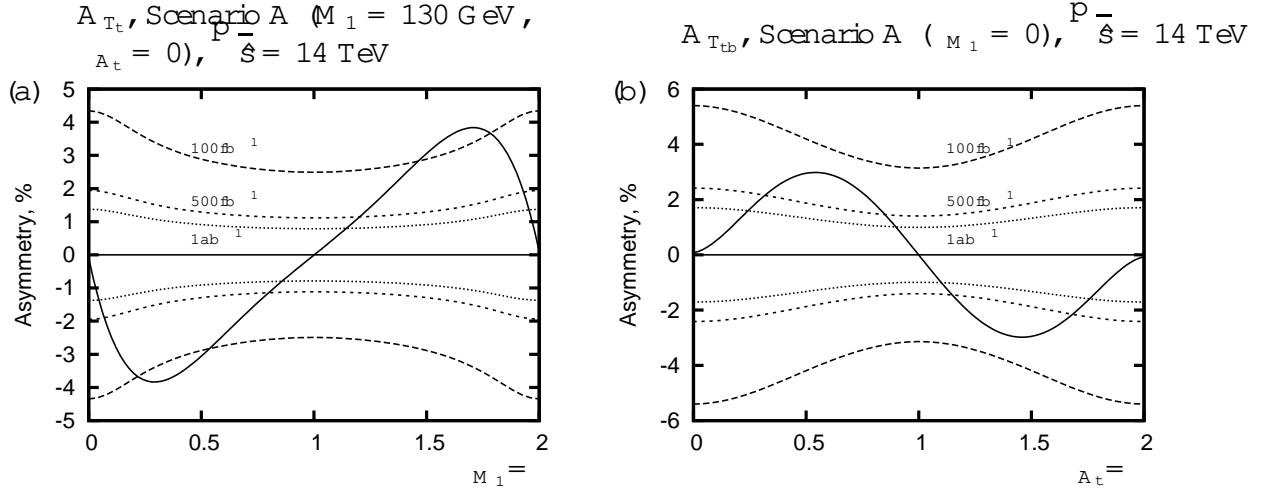 A Tt, Scenario A (M 1 = 130 GeV,
A t = 0), p ŝ = 14 TeV
(a)
5
4
3
2
1
0
-1
-2
-3
-4
-5
Asymmetry, %
100fb 1
500fb 1
1ab 1
0 0.5 1 1.5 2
M 1 =
A Ttb, Scenario A ( M 1 = 0), p ŝ = 14 TeV
(b)
6
4
2
0
-2
-4
-6
Asymmetry, %
100fb 1
500fb 1
1ab 1
0 0.5 1 1.5 2
A t =